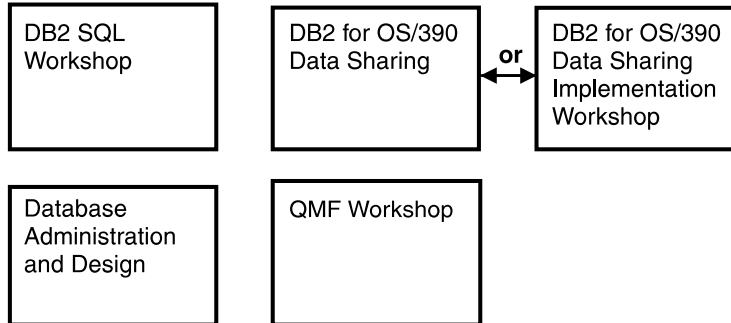 DB2 SQL
Workshop
DB2 for OS/390
Data Sharing
or
DB2 for OS/390
Data Sharing
Implementation
Workshop
Database
Administration
and Design
QMF Workshop